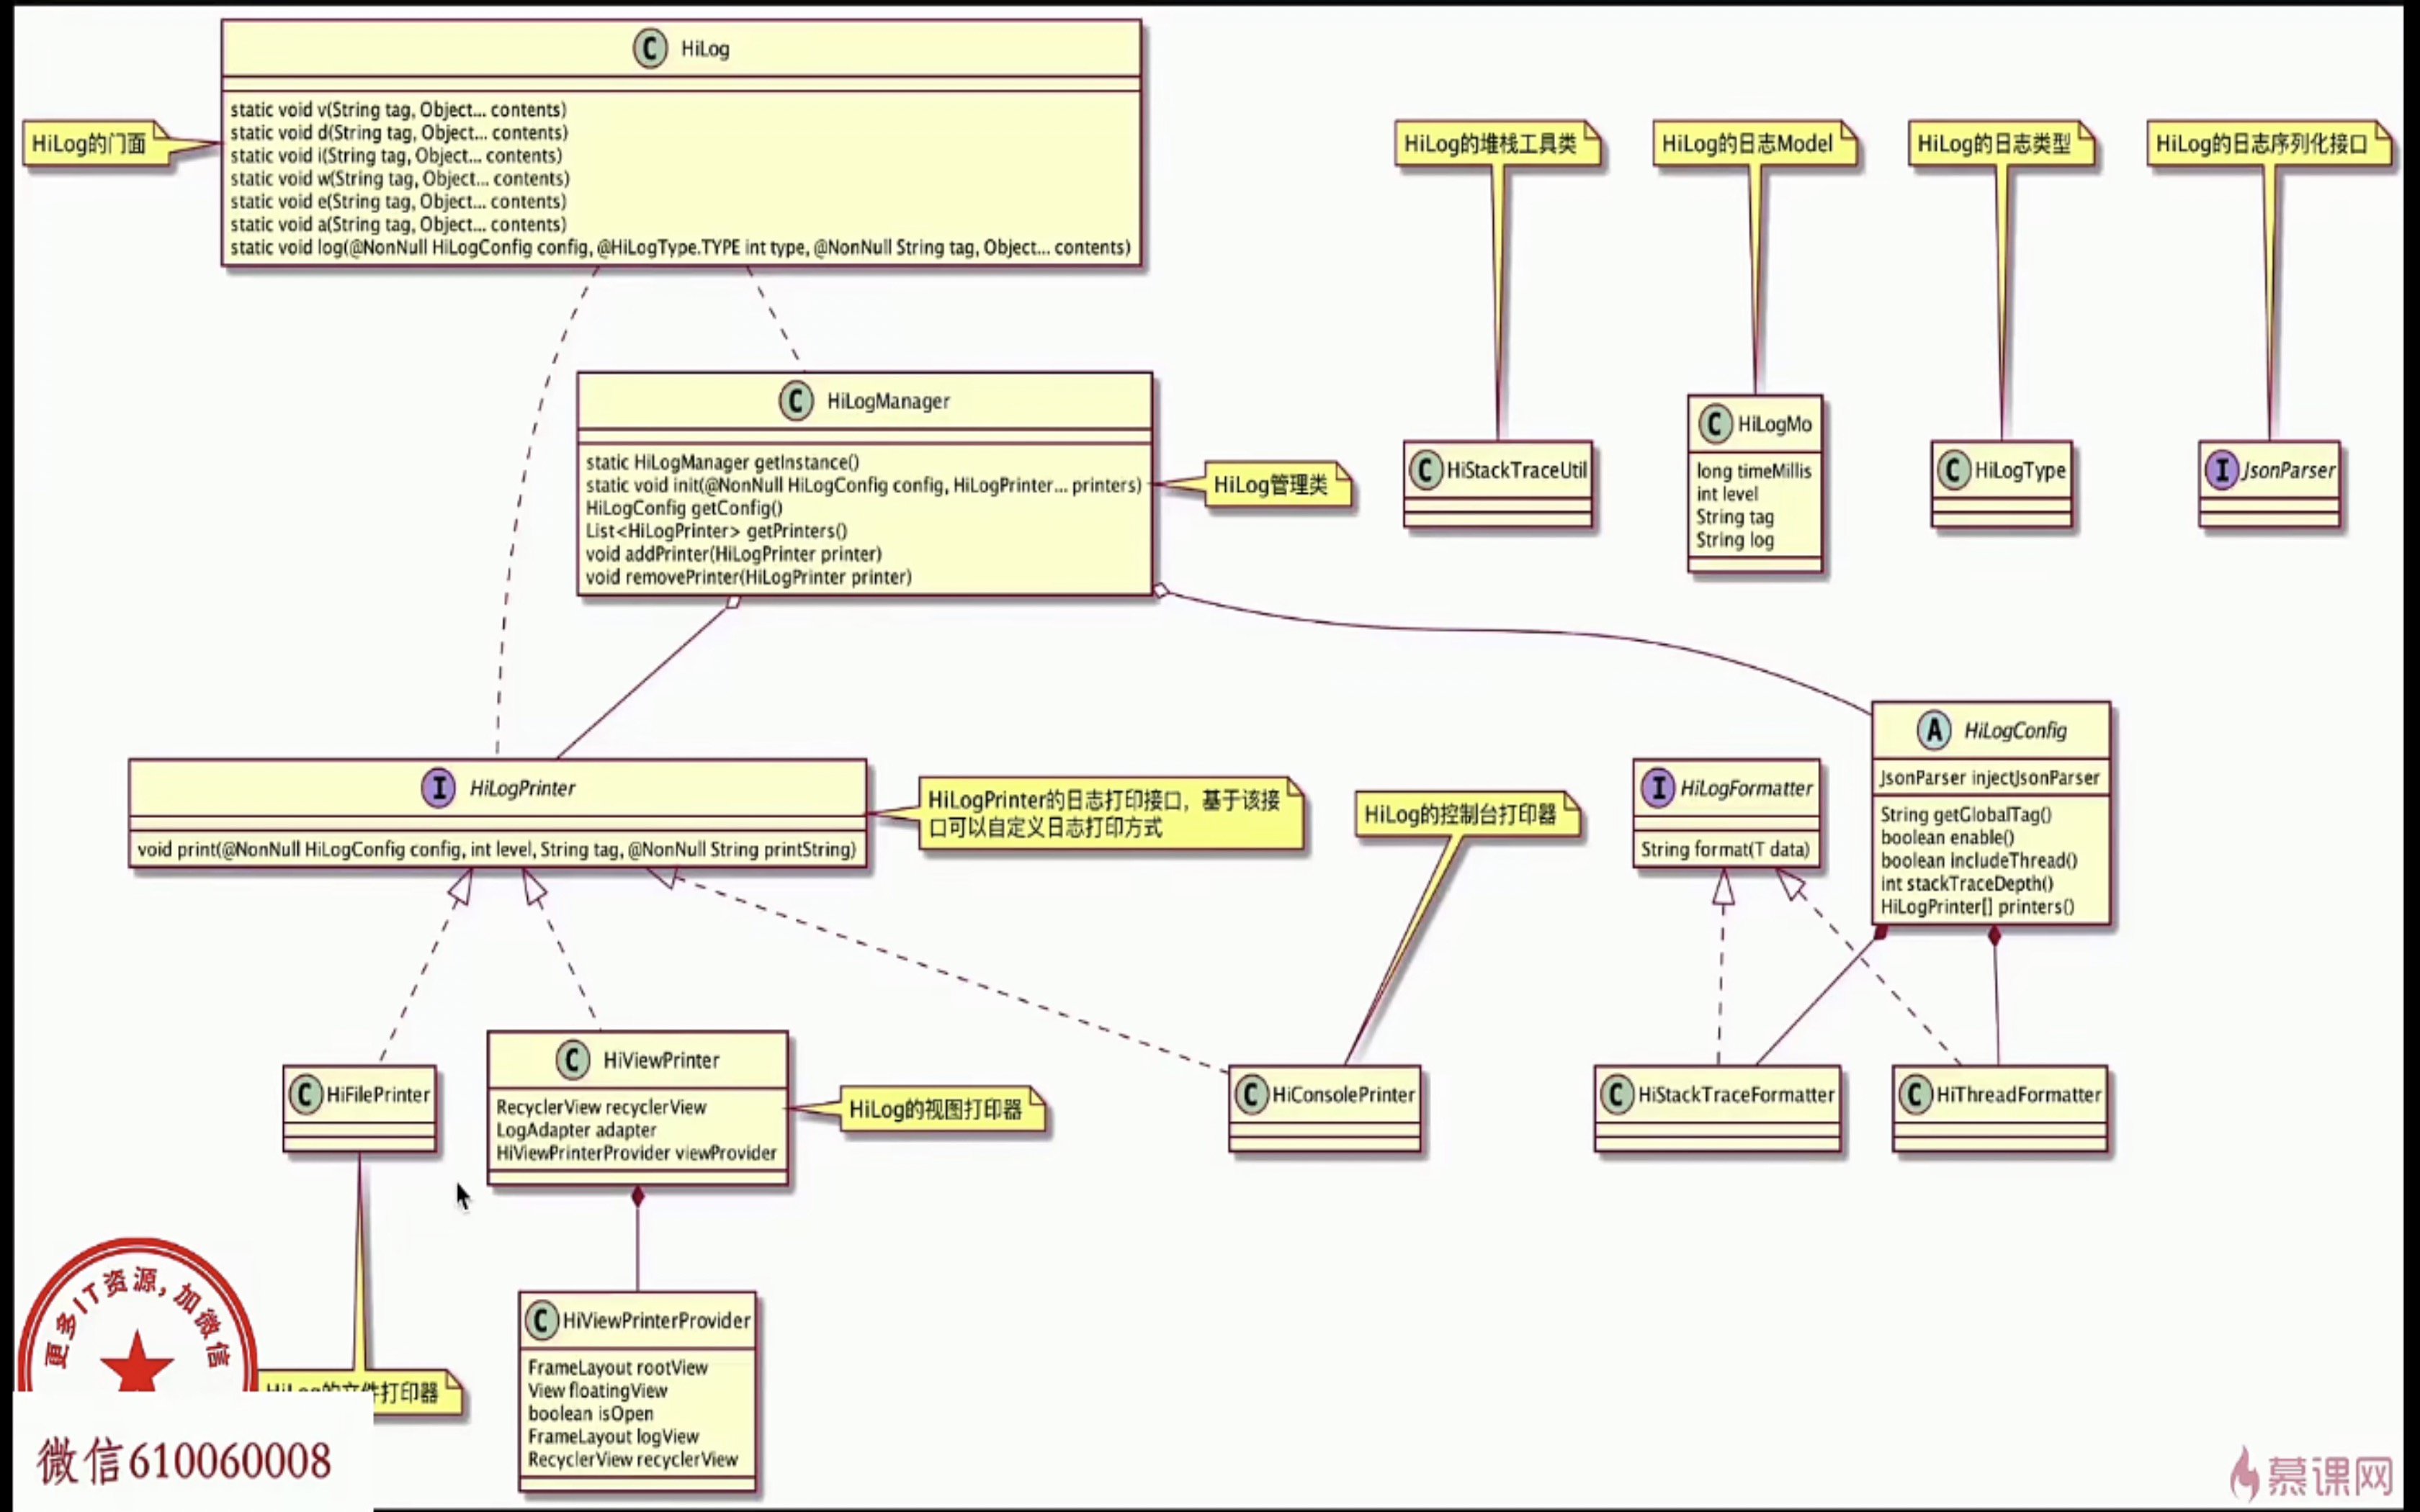 C HiLog
static void v(String tag, Object... contents)
static void d(String tag, Object... contents)
static void i(String tag, Object... contents)
static void w(String tag, Object... contents)
static void e(String tag, Object... contents)
static void a(String tag, Object... contents)
static void log(@NonNull HiLogConfig config, @HiLogType.TYPE int type, @NonNull String tag, Object... contents)
HiLog的门面
HiLog的堆栈工具类
HiLog的日志Model
HiLog的日志类型
HiLog的日志序列化接口
C HiLogManager
static HiLogManager getInstance()
static void init(@NonNull HiLogConfig config, HiLogPrinter... printers)
HiLogConfig getConfig()
List<HiLogPrinter> getPrinters()
void addPrinter(HiLogPrinter printer)
void removePrinter(HiLogPrinter printer)
HiLog管理类
C HiStackTraceUtil
C HiLogMo
long timeMillis
int level
String tag
String log
C HiLogType
I JsonParser
I HiLogPrinter
void print(@NonNull HiLogConfig config, int level, String tag, @NonNull String printString)
HiLogPrinter的日志打印接口，基于该接
口可以自定义日志打印方式
HiLog的控制台打印器
I HiLogFormatter
String format(T data)
A HiLogConfig
JsonParser injectJsonParser
String getGlobalTag()
boolean enable()
boolean includeThread()
int stackTraceDepth()
HiLogPrinter[] printers()
C HiFilePrinter
C HiViewPrinter
RecyclerView recyclerView
LogAdapter adapter
HiViewPrinterProvider viewProvider
HiLog的视图打印器
C HiConsolePrinter
C HiStackTraceFormatter
C HiThreadFormatter
C HiViewPrinterProvider
FrameLayout rootView
View floatingView
boolean isOpen
FrameLayout logView
RecyclerView recyclerView
HiLog的文件打印器
更多IT资源,加微信
微信610060008
慕课网